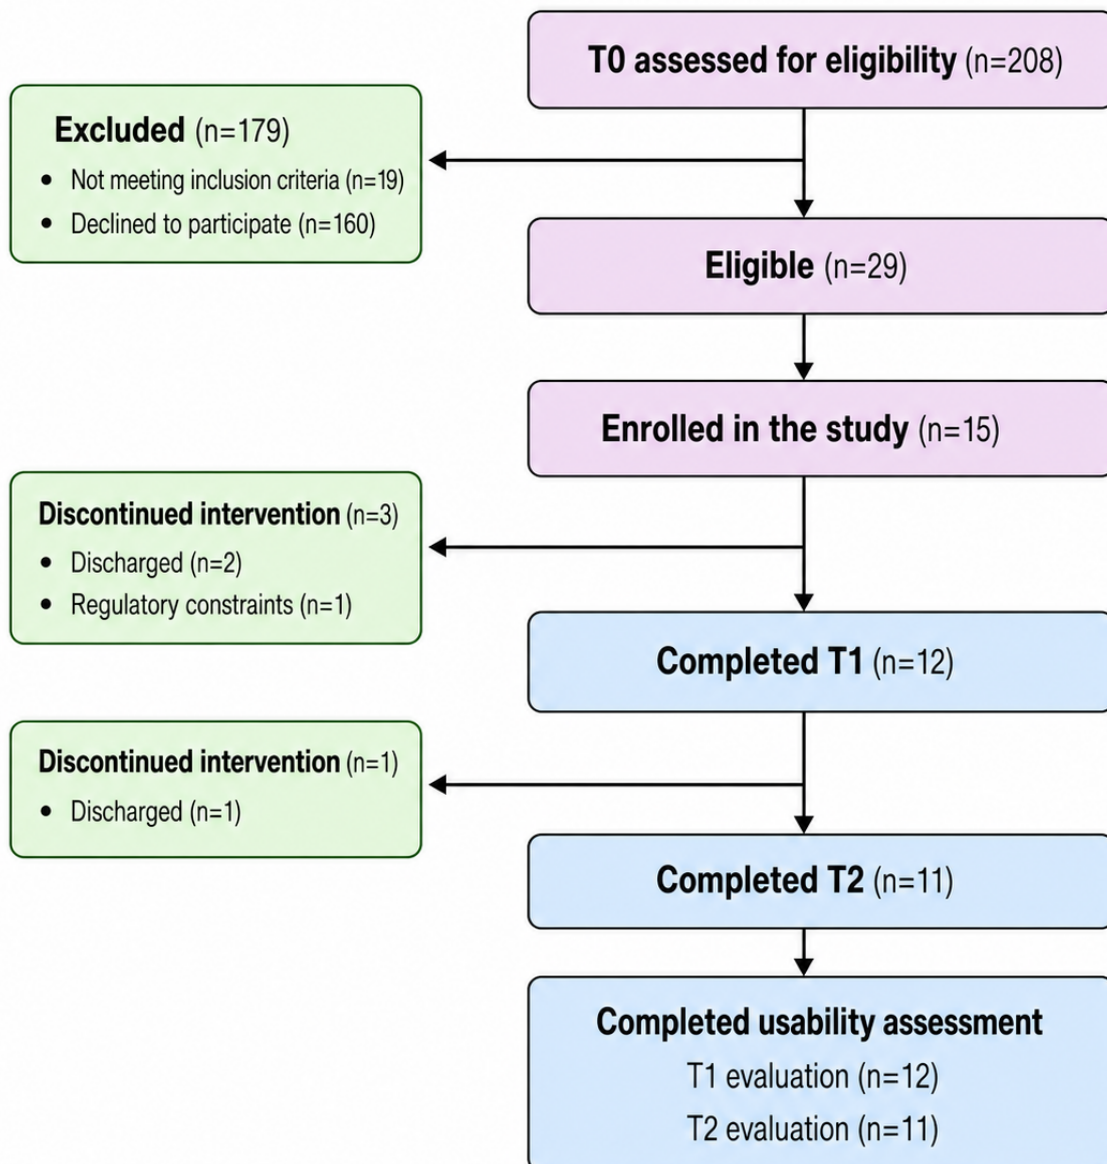 T0 assessed for eligibility (n=208)
Excluded (n=179)
• Not meeting inclusion criteria (n=19)
• Declined to participate (n=160)
Eligible (n=29)
Enrolled in the study (n=15)
Discontinued intervention (n=3)
• Discharged (n=2)
• Regulatory constraints (n=1)
Completed T1 (n=12)
Discontinued intervention (n=1)
• Discharged (n=1)
Completed T2 (n=11)
Completed usability assessment
T1 evaluation (n=12)
T2 evaluation (n=11)